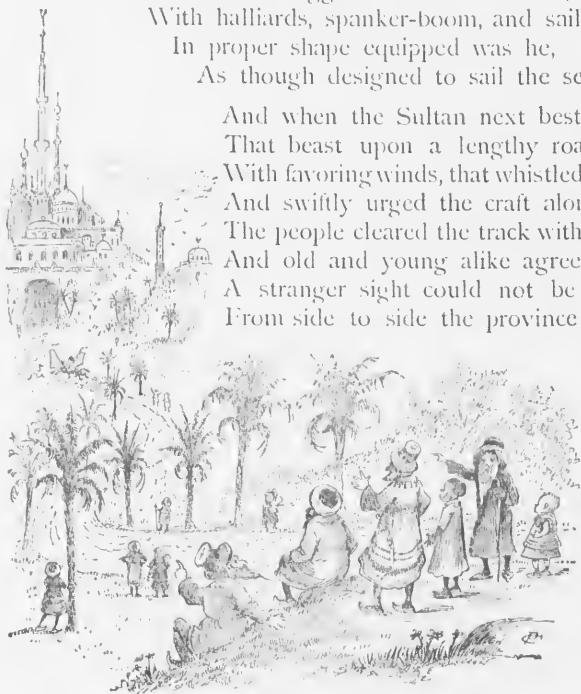 With halliards, spanker-boom, and sail
In proper shape equipped was he,
As though designed to sail the se
And when the Sultan next best
That beast upon a lengthy roa
With favoring winds, that whistled
And swiftly urged the craft alon
The people cleared the track with
And old and young alike agree
A stranger sight could not be
From side to side the province